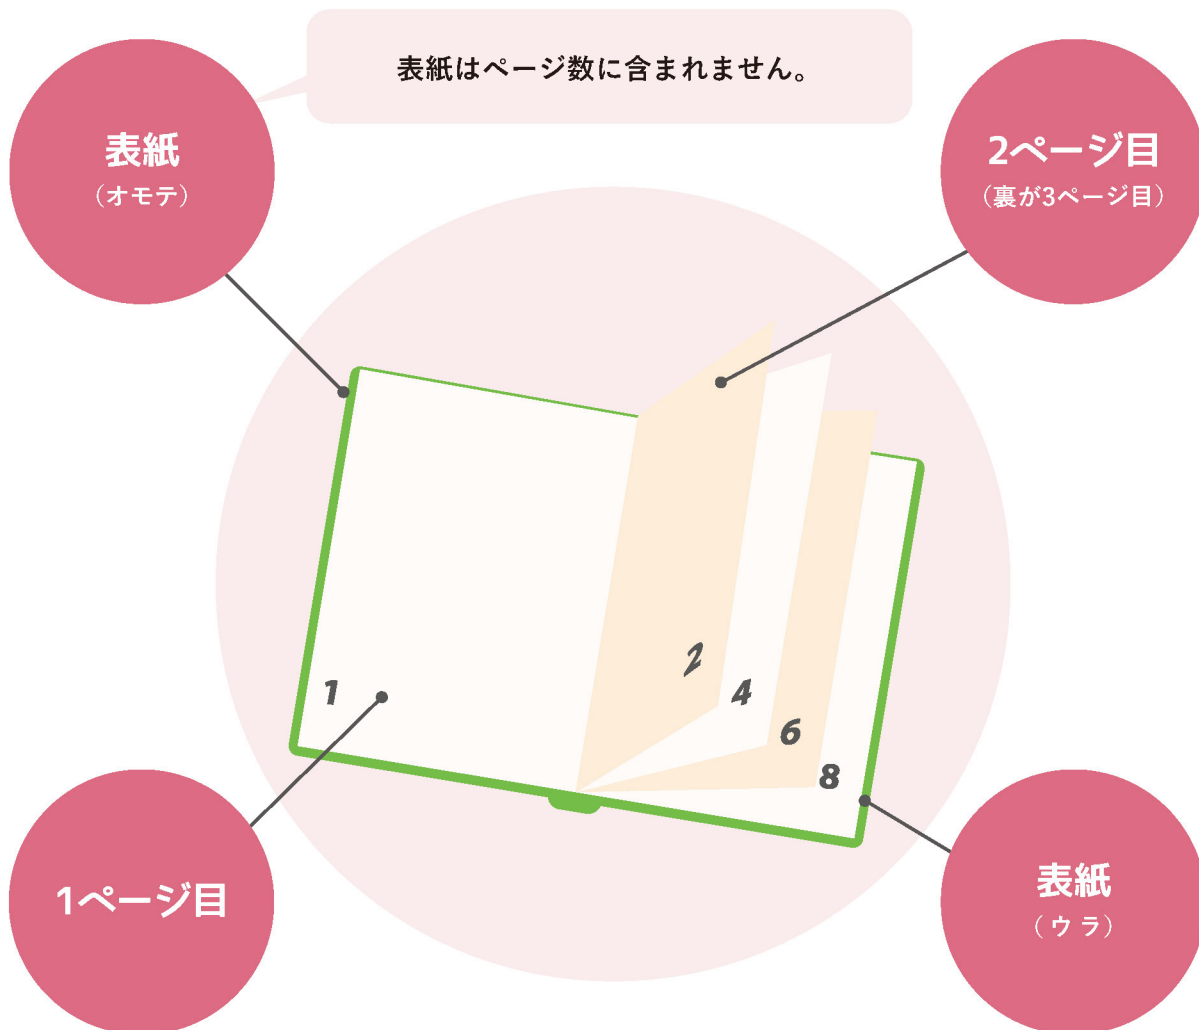 表紙はページ数に含まれません。
表紙
（オモテ）
2ページ目
（裏が3ページ目）
2
4
1
6
8
1ページ目
表紙
（ウラ）